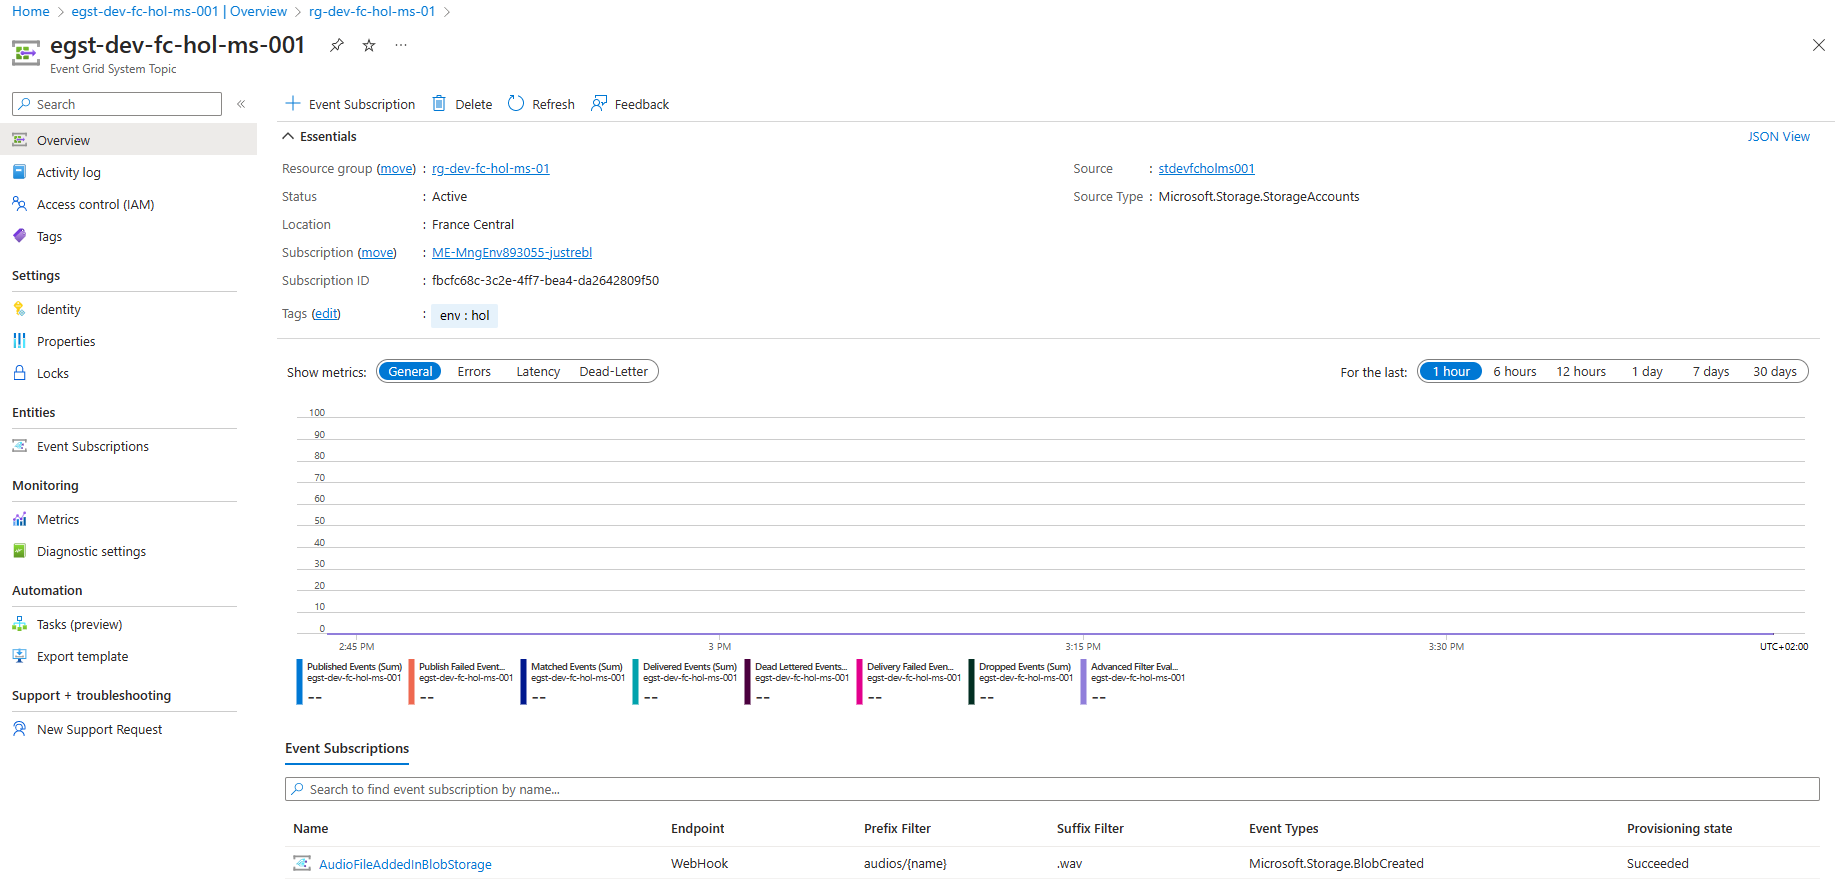 Home > egst-dev-fc-hol-ms-001 | Overview > rg-dev-fc-hol-ms-01 >
egst-dev-fc-hol-ms-001
Event Grid System Topic
Search
Overview
Activity log
Access control (IAM)
Tags
Settings
Identity
Properties
Locks
Entities
Event Subscriptions
Monitoring
Metrics
Diagnostic settings
Automation
Tasks (preview)
Export template
Support + troubleshooting
New Support Request
Event Subscription Delete Refresh Feedback
Essentials JSON View
Resource group (move) : rg-dev-fc-hol-ms-01
Status : Active
Location : France Central
Subscription (move) : ME-MngEnv893055-justrebl
Subscription ID : fbcfc68c-3c2e-4ff7-bea4-da2642809f50
Tags (edit) : env : hol
Source : stdevfcholms001
Source Type : Microsoft.Storage.StorageAccounts
Show metrics: General Errors Latency Dead-Letter
For the last: 1 hour 6 hours 12 hours 1 day 7 days 30 days
100
90
80
70
60
50
40
30
20
10
0
2:45 PM 3 PM 3:15 PM 3:30 PM UTC+02:00
Published Events (Sum)
egst-dev-fc-hol-ms-001
--
Publish Failed Event...
egst-dev-fc-hol-ms-001
--
Matched Events (Sum)
egst-dev-fc-hol-ms-001
--
Delivered Events (Sum)
egst-dev-fc-hol-ms-001
--
Dead Lettered Events...
egst-dev-fc-hol-ms-001
--
Delivery Failed Even...
egst-dev-fc-hol-ms-001
--
Dropped Events (Sum)
egst-dev-fc-hol-ms-001
--
Advanced Filter Eval...
egst-dev-fc-hol-ms-001
--
Event Subscriptions
Search to find event subscription by name...
Name Endpoint Prefix Filter Suffix Filter Event Types Provisioning state
AudioFileAddedInBlobStorage WebHook audios/{name} .wav Microsoft.Storage.BlobCreated Succeeded